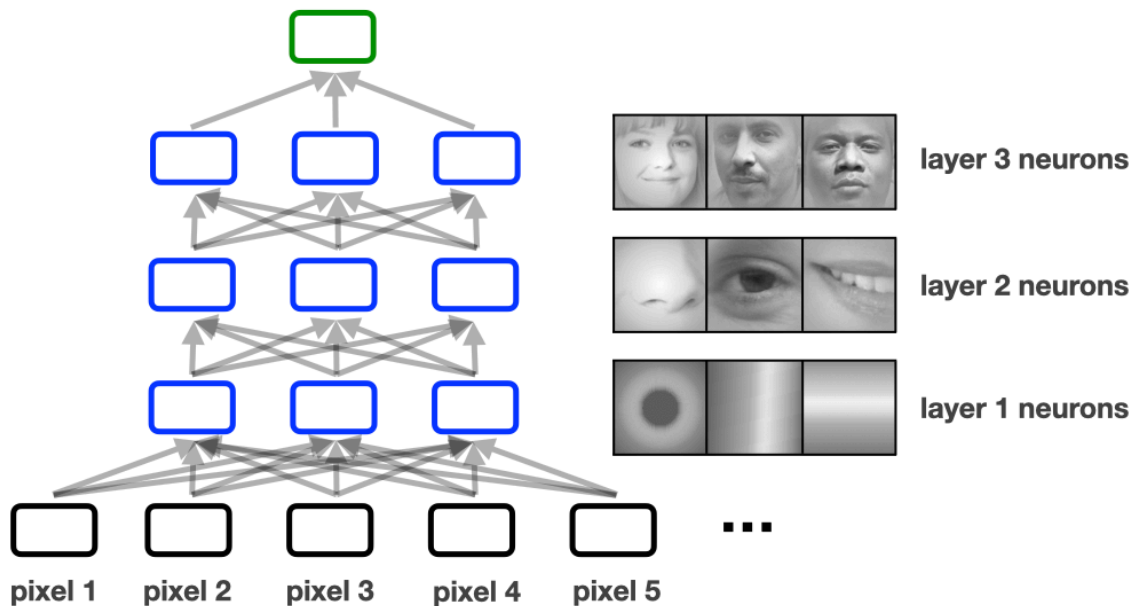 layer 3 neurons
layer 2 neurons
layer 1 neurons
...
pixel 1 pixel 2 pixel 3 pixel 4 pixel 5